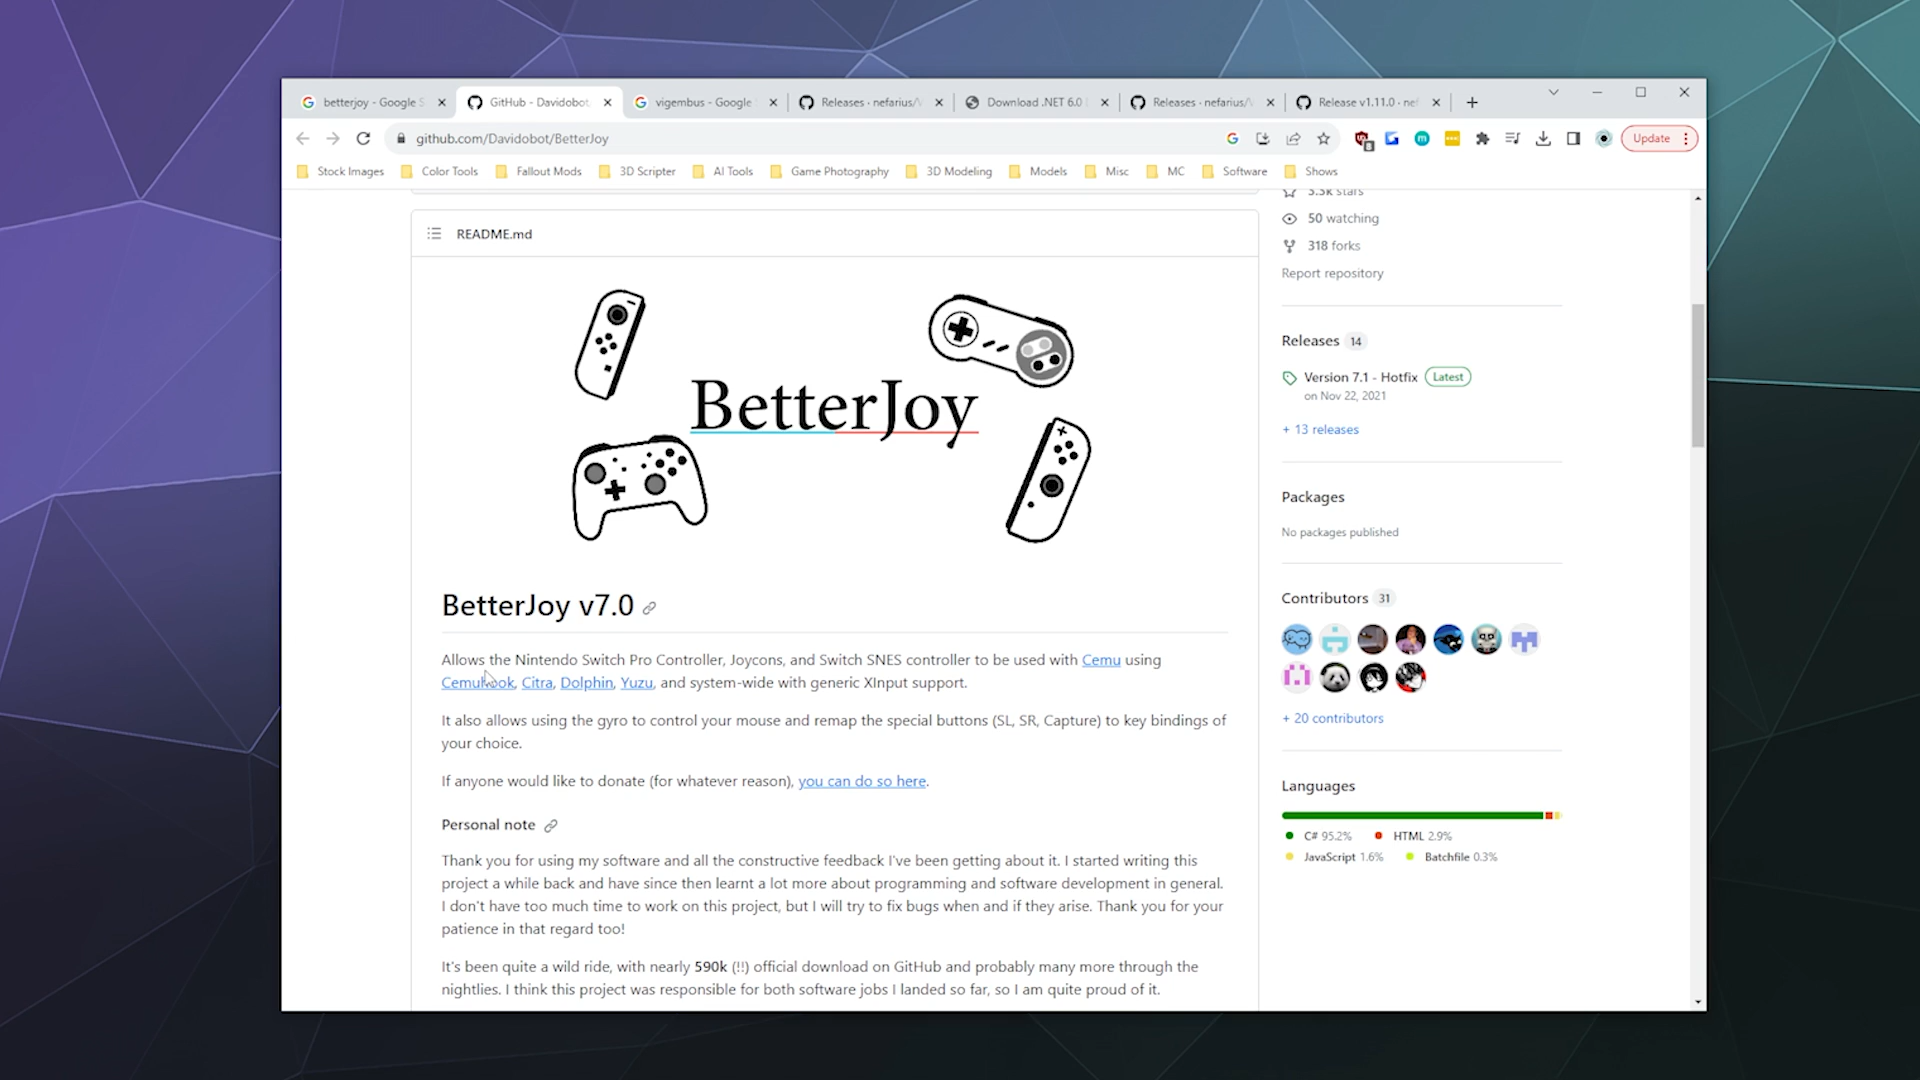 betterjoy - Google S
GitHub - Davidobot
vigembus - Google
Releases · nefarius/V
Download .NET 6.0
Releases · nefarius/V
Release v1.11.0 · nef
github.com/Davidobot/BetterJoy
Update
Stock Images
Color Tools
Fallout Mods
3D Scripter
AI Tools
Game Photography
3D Modeling
Models
Misc
MC
Software
Shows
README.md
BetterJoy
BetterJoy v7.0
Allows the Nintendo Switch Pro Controller, Joycons, and Switch SNES controller to be used with Cemu using
Cemuhook, Citra, Dolphin, Yuzu, and system-wide with generic XInput support.
It also allows using the gyro to control your mouse and remap the special buttons (SL, SR, Capture) to key bindings of
your choice.
If anyone would like to donate (for whatever reason), you can do so here.
Personal note
Thank you for using my software and all the constructive feedback I've been getting about it. I started writing this
project a while back and have since then learnt a lot more about programming and software development in general.
I don't have too much time to work on this project, but I will try to fix bugs when and if they arise. Thank you for your
patience in that regard too!
It's been quite a wild ride, with nearly 590k (!!) official download on GitHub and probably many more through the
nightlies. I think this project was responsible for both software jobs I landed so far, so I am quite proud of it.
3.3k stars
50 watching
318 forks
Report repository
Releases 14
Version 7.1 - Hotfix Latest
on Nov 22, 2021
+ 13 releases
Packages
No packages published
Contributors 31
+ 20 contributors
Languages
C# 95.2% HTML 2.9%
JavaScript 1.6% Batchfile 0.3%